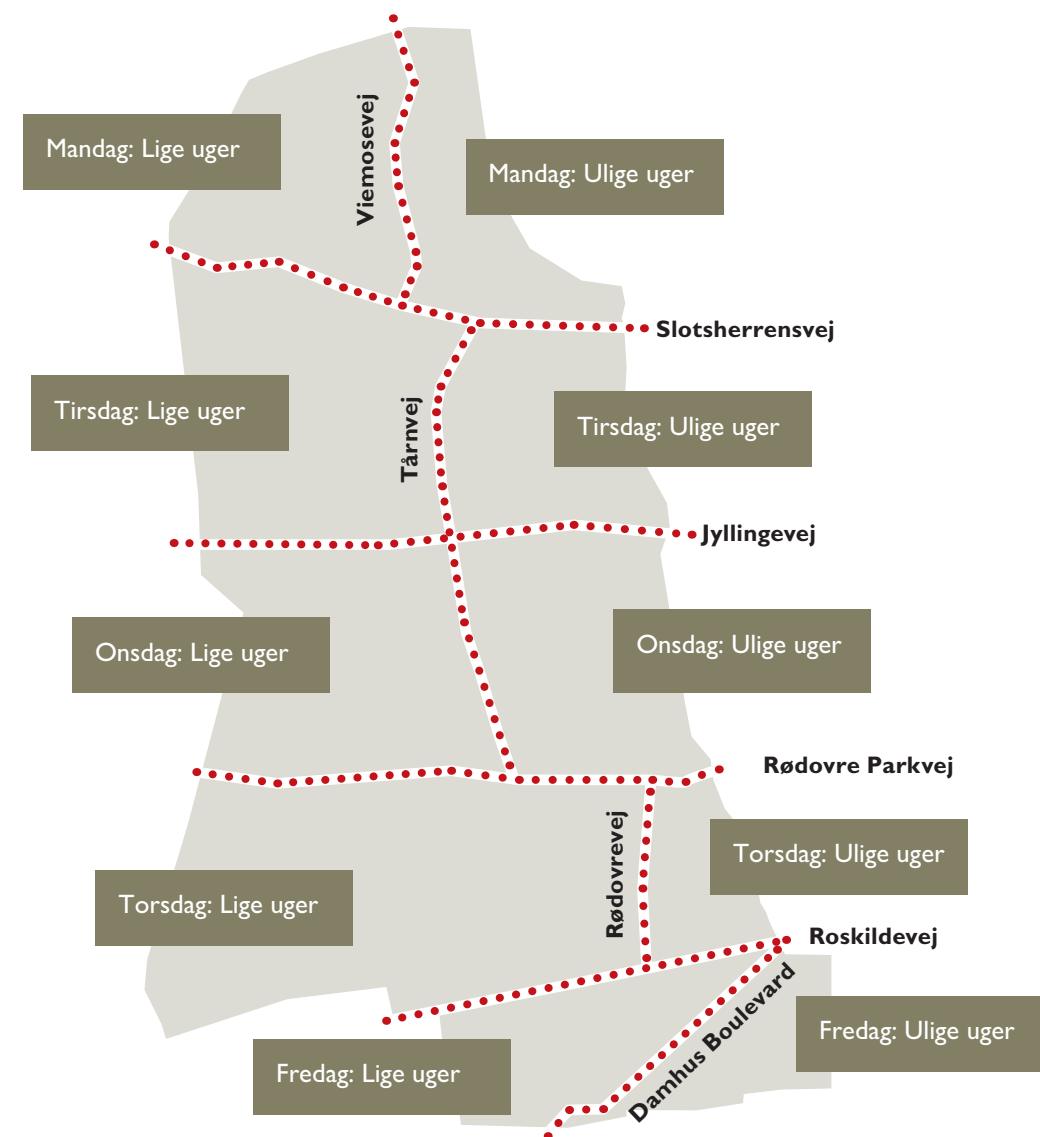 Viemosevej
Mandag: Lige uger
Mandag: Ulige uger
Slotsherrensvej
Tirsdag: Lige uger
Tårnvej
Tirsdag: Ulige uger
Jyllingevej
Onsdag: Lige uger
Onsdag: Ulige uger
Rødovre Parkvej
Rødovrevej
Torsdag: Ulige uger
Torsdag: Lige uger
Roskildevej
Damhus Boulevard
Fredag: Ulige uger
Fredag: Lige uger